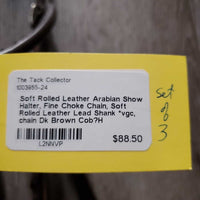 The Tack Collector
t003955-24
Soft Rolled Leather Arabian Show
Halter, Fine Choke Chain, Soft
Rolled Leather Lead Shank *vgc,
chain Dk Brown Cob?H
L2NNVP
$88.50
Set
of
3